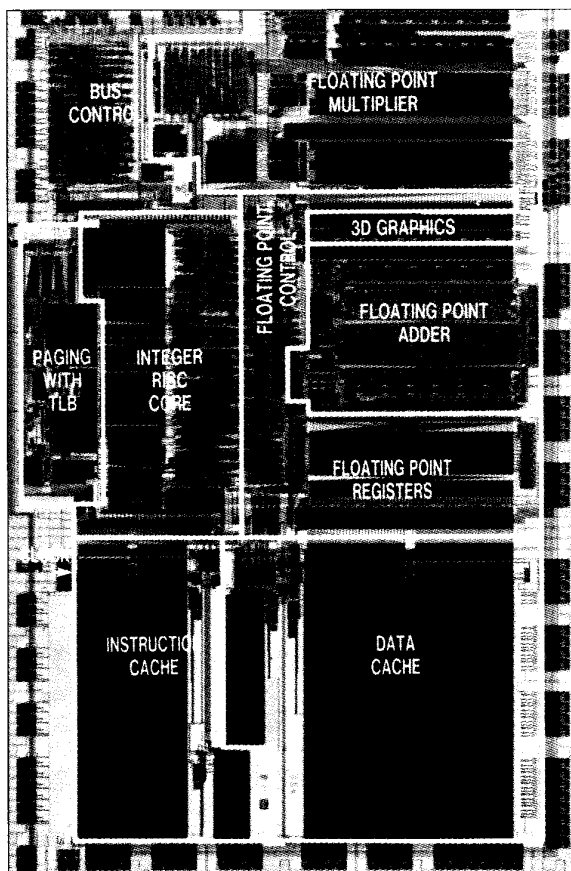 BUS
CONTRO
FLOATING POINT
MULTIPLIER
FLOATING POINT
CONTROL
3D GRAPHICS
FLOATING POINT
ADDER
PAGING
WITH
TLB
INTEGER
RISC
CORE
FLOATING POINT
REGISTERS
INSTRUCTIO
CACHE
DATA
CACHE